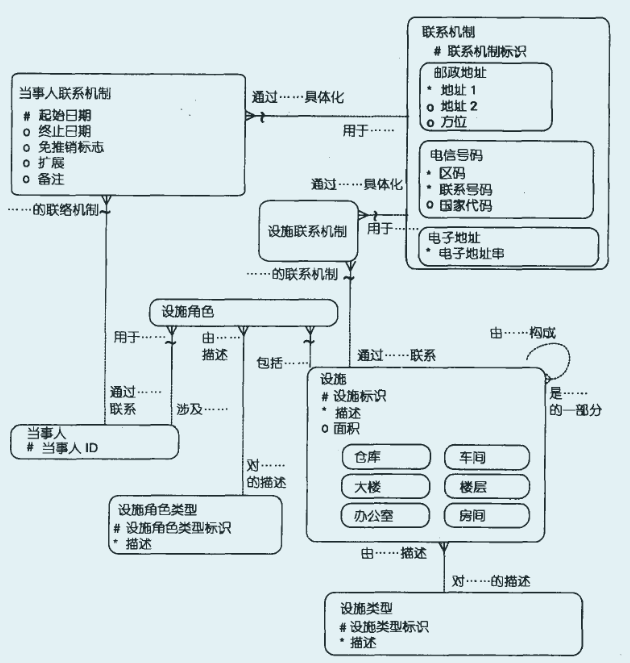 联系机制
# 联系机制标识
邮政地址
* 地址 1
o 地址 2
o 方位
电信号码
* 区码
* 联系号码
o 国家代码
电子地址
* 电子地址串
当事人联系机制
# 起始日期
o 终止日期
o 免推销标志
o 扩展
o 备注
通过……具体化
用于……
通过……具体化
用于……
设施联系机制
……的联络机制
……的联系机制
设施角色
用于……
由……
描述
包括……
通过……联系
由……构成
是……
的一部分
通过……
联系
涉及……
当事人
# 当事人 ID
设施
# 设施标识
* 描述
o 面积
仓库
车间
大楼
楼层
办公室
房间
对……
的描述
设施角色类型
# 设施角色类型标识
* 描述
由……描述
对……的描述
设施类型
# 设施类型标识
* 描述